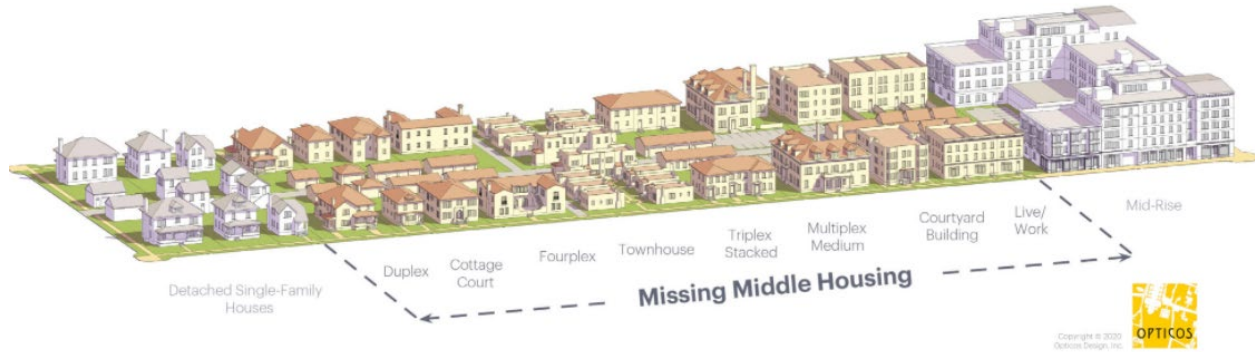 Detached Single-Family
Houses
Duplex
Cottage
Court
Fourplex
Townhouse
Triplex
Stacked
Multiplex
Medium
Courtyard
Building
Live/
Work
Mid-Rise
Missing Middle Housing
Copyright © 2020
Opticos Design, Inc.
OPTICOS